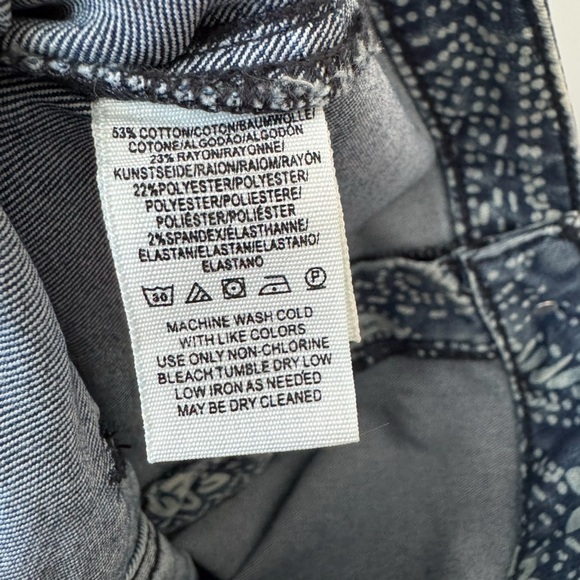 53% COTTON/COTON/BAUMWOLLE/
COTONE/ALGODÃO/ALGODÓN
23% RAYON/RAYONNE/
KUNSTSEIDE/RAION/RAIOM/RAYÓN
22%POLYESTER/POLYESTER/
POLYESTER/POLIESTERE/
POLIÉSTER/POLIÉSTER
2%SPANDEX/ÉLASTHANNE/
ELASTAN/ELASTAN/ELASTANO/
ELASTANO
30 P
MACHINE WASH COLD
WITH LIKE COLORS
USE ONLY NON-CHLORINE
BLEACH TUMBLE DRY LOW
LOW IRON AS NEEDED
MAY BE DRY CLEANED